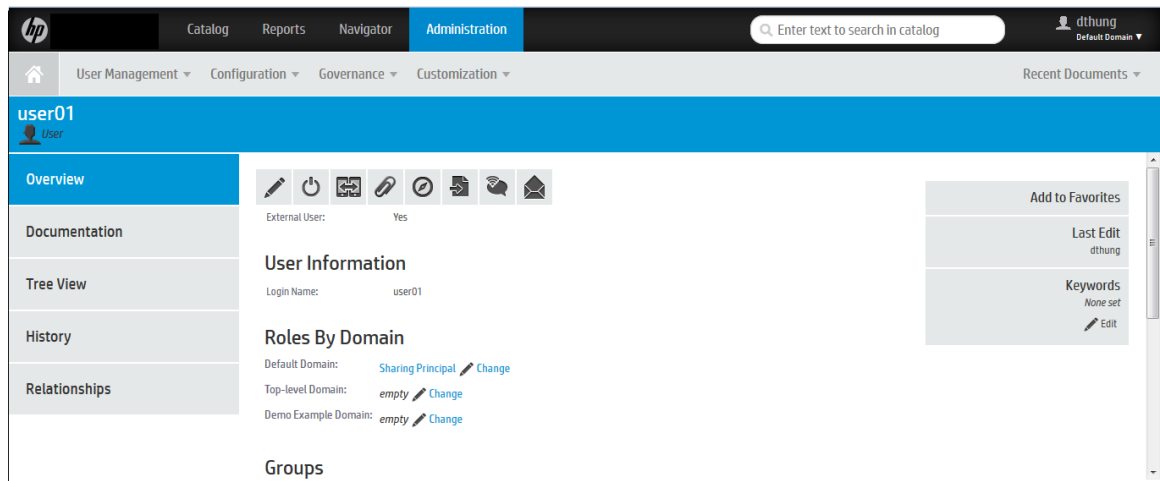 hp
Catalog Reports Navigator Administration Enter text to search in catalog dthung
Default Domain ▼
User Management Configuration Governance Customization Recent Documents
user01
User
Overview
Documentation
Tree View
History
Relationships
External User: Yes
User Information
Login Name: user01
Roles By Domain
Default Domain: Sharing Principal Change
Top-level Domain: empty Change
Demo Example Domain: empty Change
Groups
Add to Favorites
Last Edit
dthung
Keywords
None set
Edit